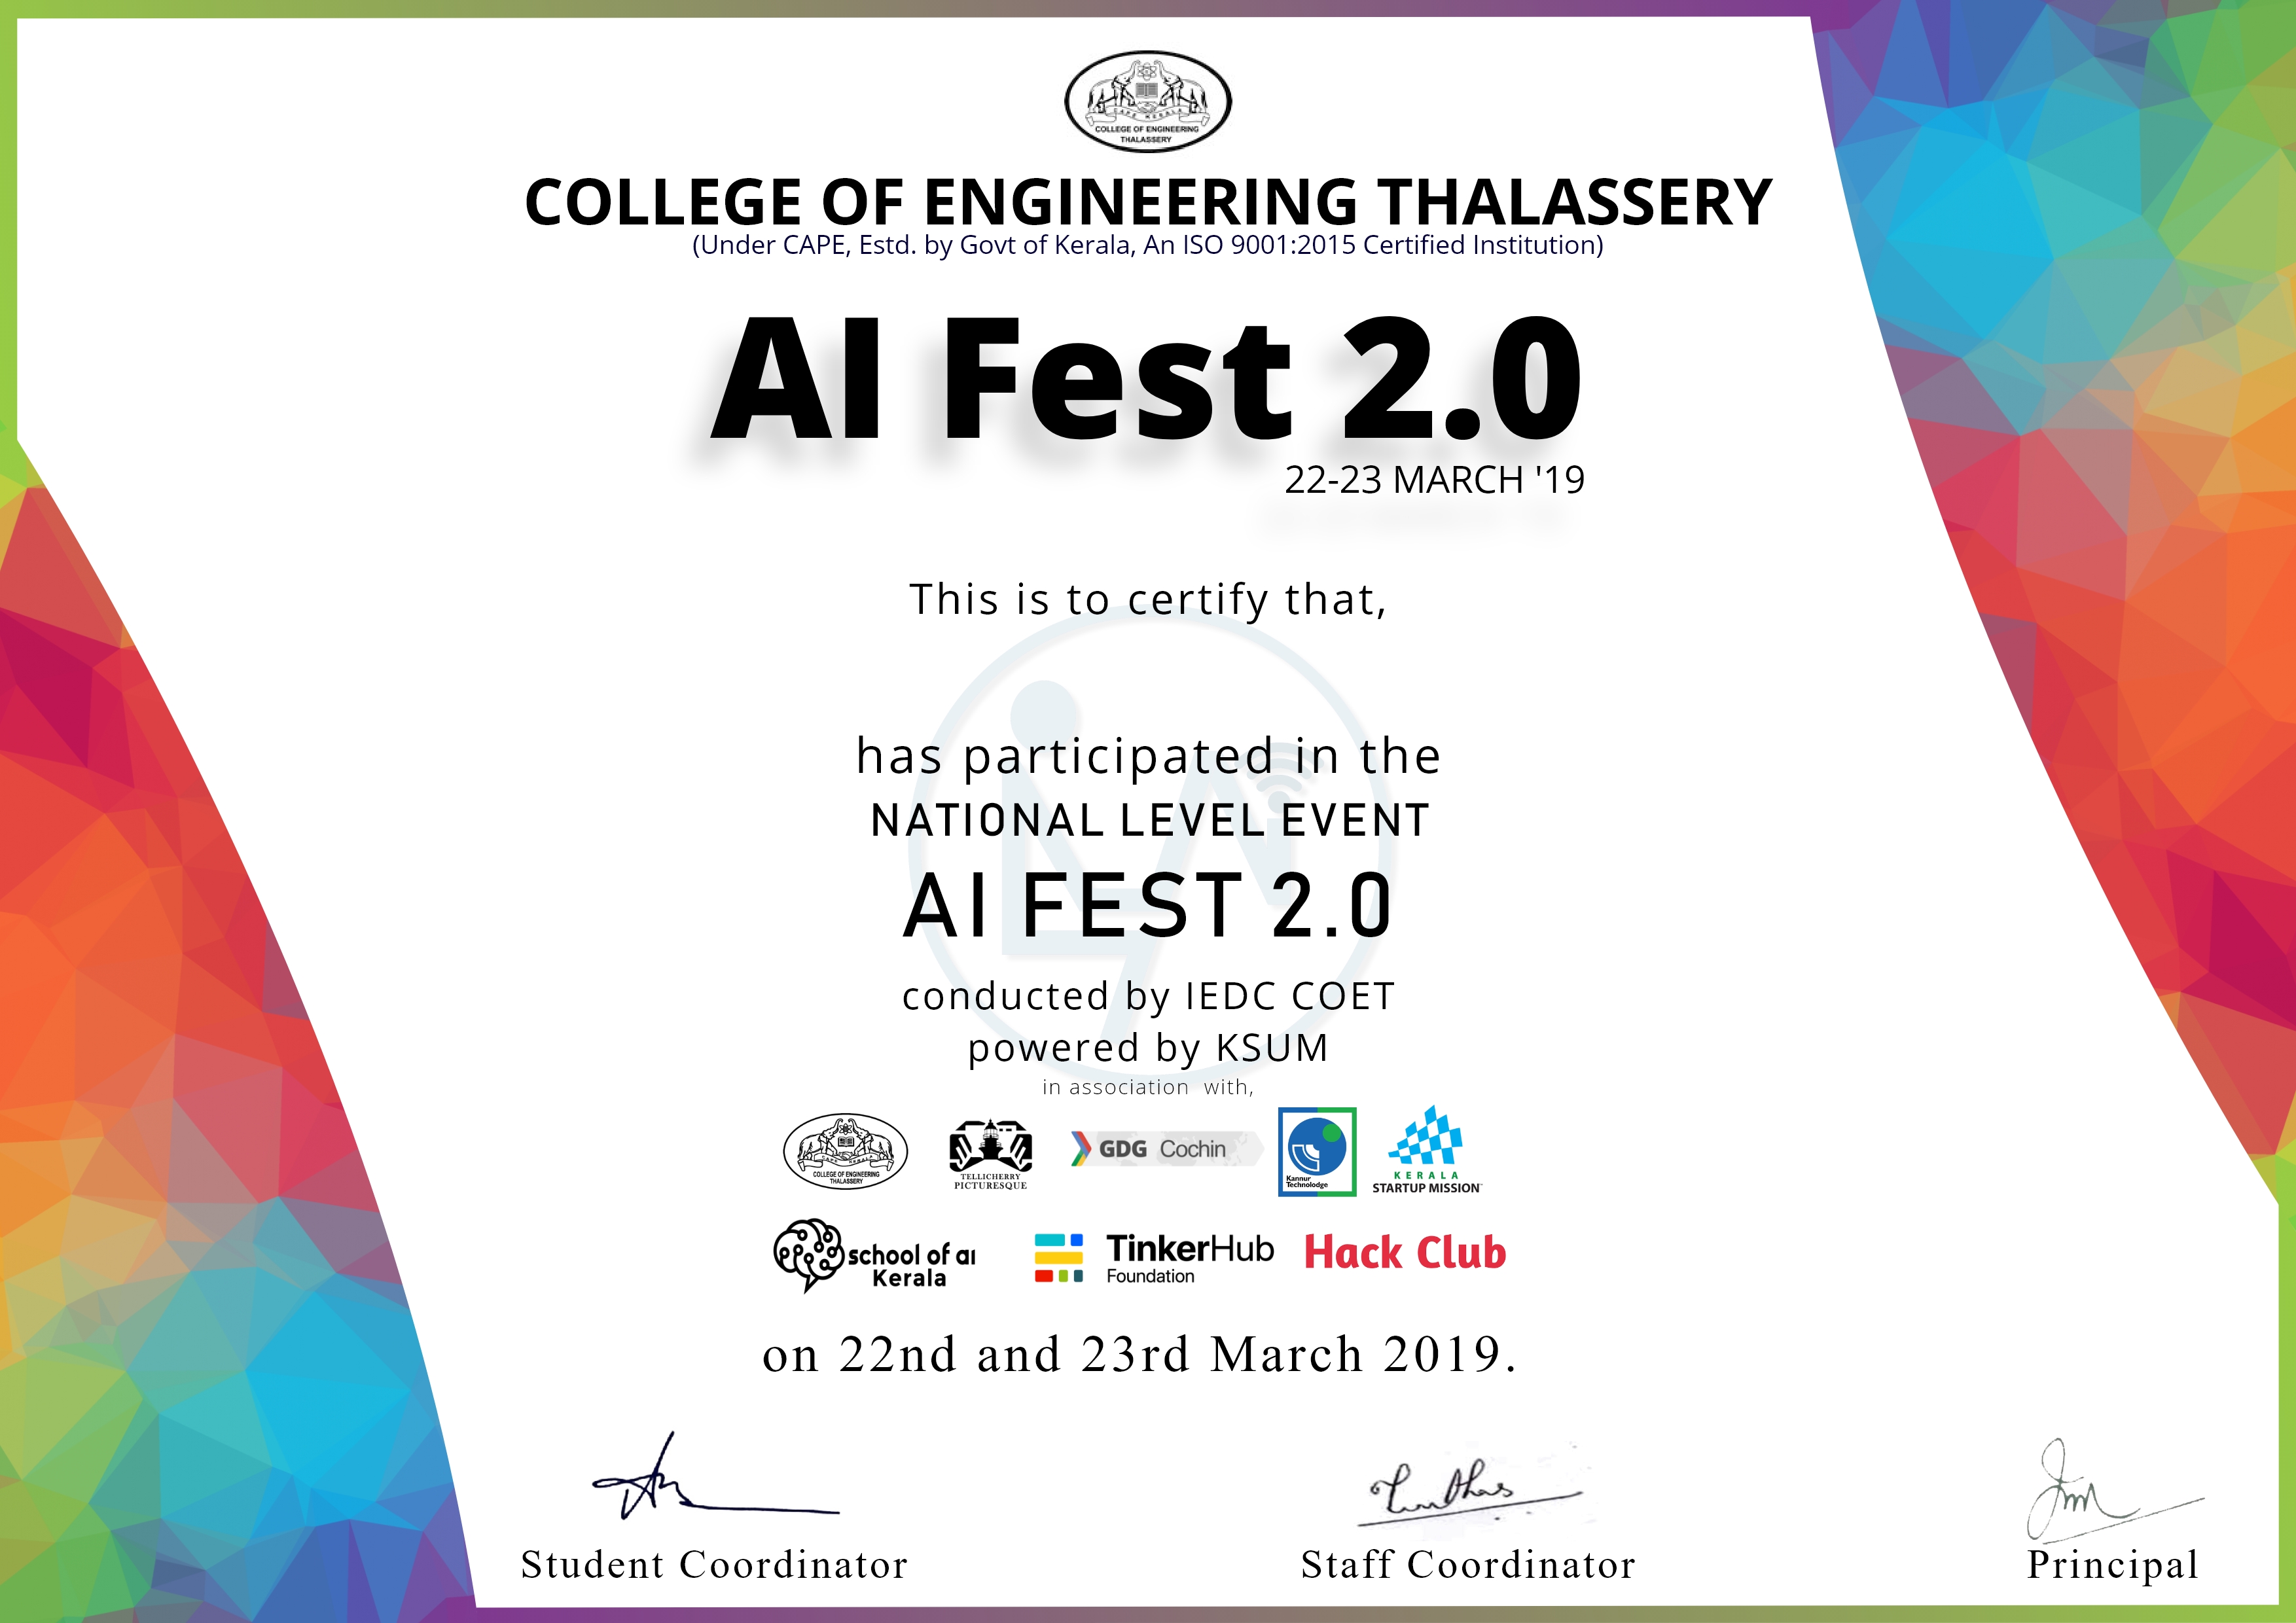 CAPE KERALA
COLLEGE OF ENGINEERING
THALASSERY
COLLEGE OF ENGINEERING THALASSERY
(Under CAPE, Estd. by Govt of Kerala, An ISO 9001:2015 Certified Institution)
AI Fest 2.0
22-23 MARCH '19
This is to certify that,
has participated in the
NATIONAL LEVEL EVENT
AI FEST 2.0
conducted by IEDC COET
powered by KSUM
in association with,
CAPE KERALA
COLLEGE OF ENGINEERING
THALASSERY
TELLICHERRY
PICTURESQUE
GDG Cochin
Kannur
Technolodge
KERALA
STARTUP MISSION
school of ai
Kerala
TinkerHub
Foundation
Hack Club
on 22nd and 23rd March 2019.
Student Coordinator
Staff Coordinator
Principal